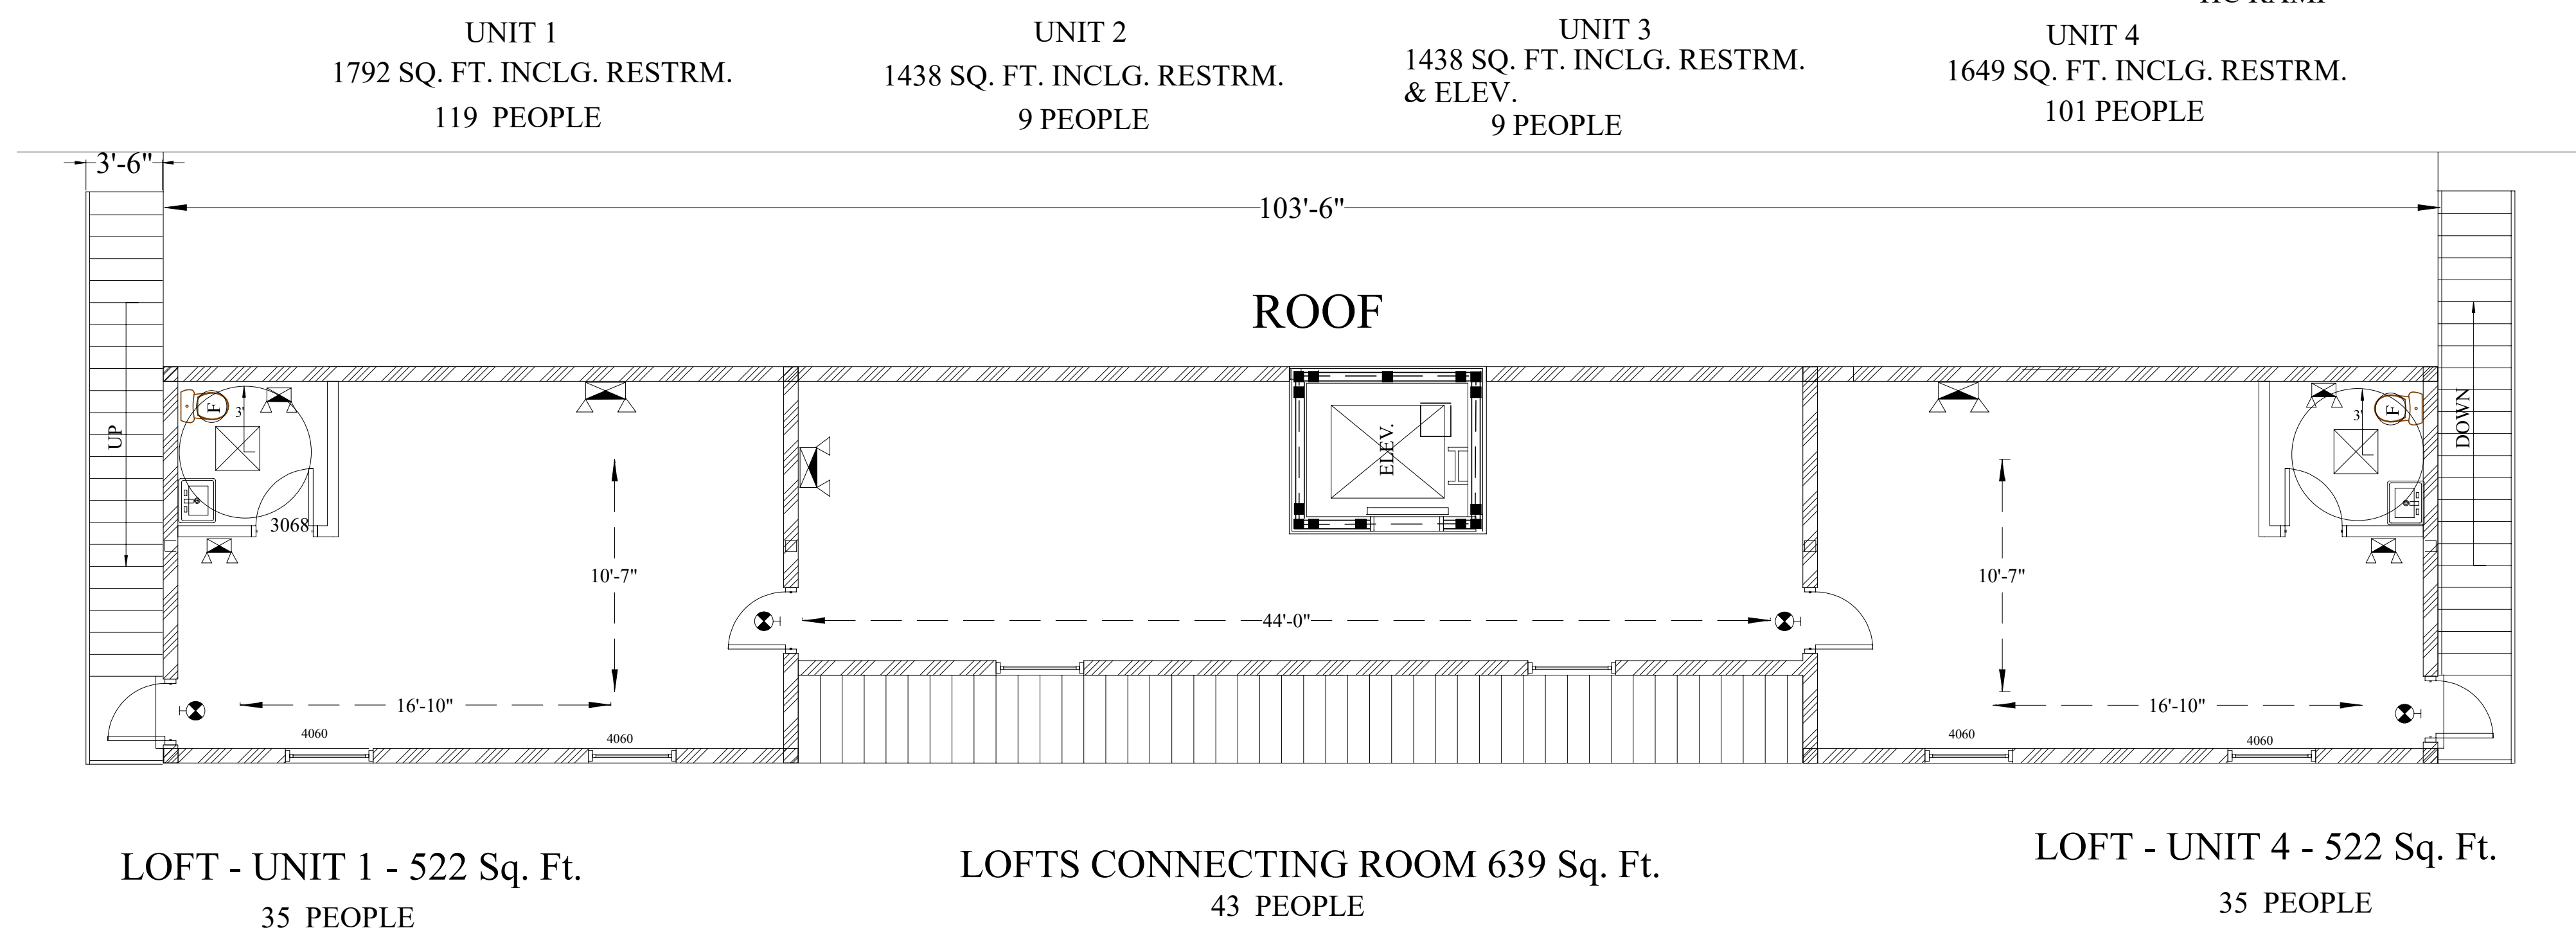 UNIT 1
1792 SQ. FT. INCLG. RESTRM.
119 PEOPLE
UNIT 2
1438 SQ. FT. INCLG. RESTRM.
9 PEOPLE
UNIT 3
1438 SQ. FT. INCLG. RESTRM.
& ELEV.
9 PEOPLE
UNIT 4
1649 SQ. FT. INCLG. RESTRM.
101 PEOPLE
3'-6"
103'-6"
ROOF
UP
F
3'
3068
10'-7"
16'-10"
4060
4060
ELEV.
44'-0"
10'-7"
16'-10"
4060
4060
F
3'
DOWN
LOFT - UNIT 1 - 522 Sq. Ft.
35 PEOPLE
LOFTS CONNECTING ROOM 639 Sq. Ft.
43 PEOPLE
LOFT - UNIT 4 - 522 Sq. Ft.
35 PEOPLE